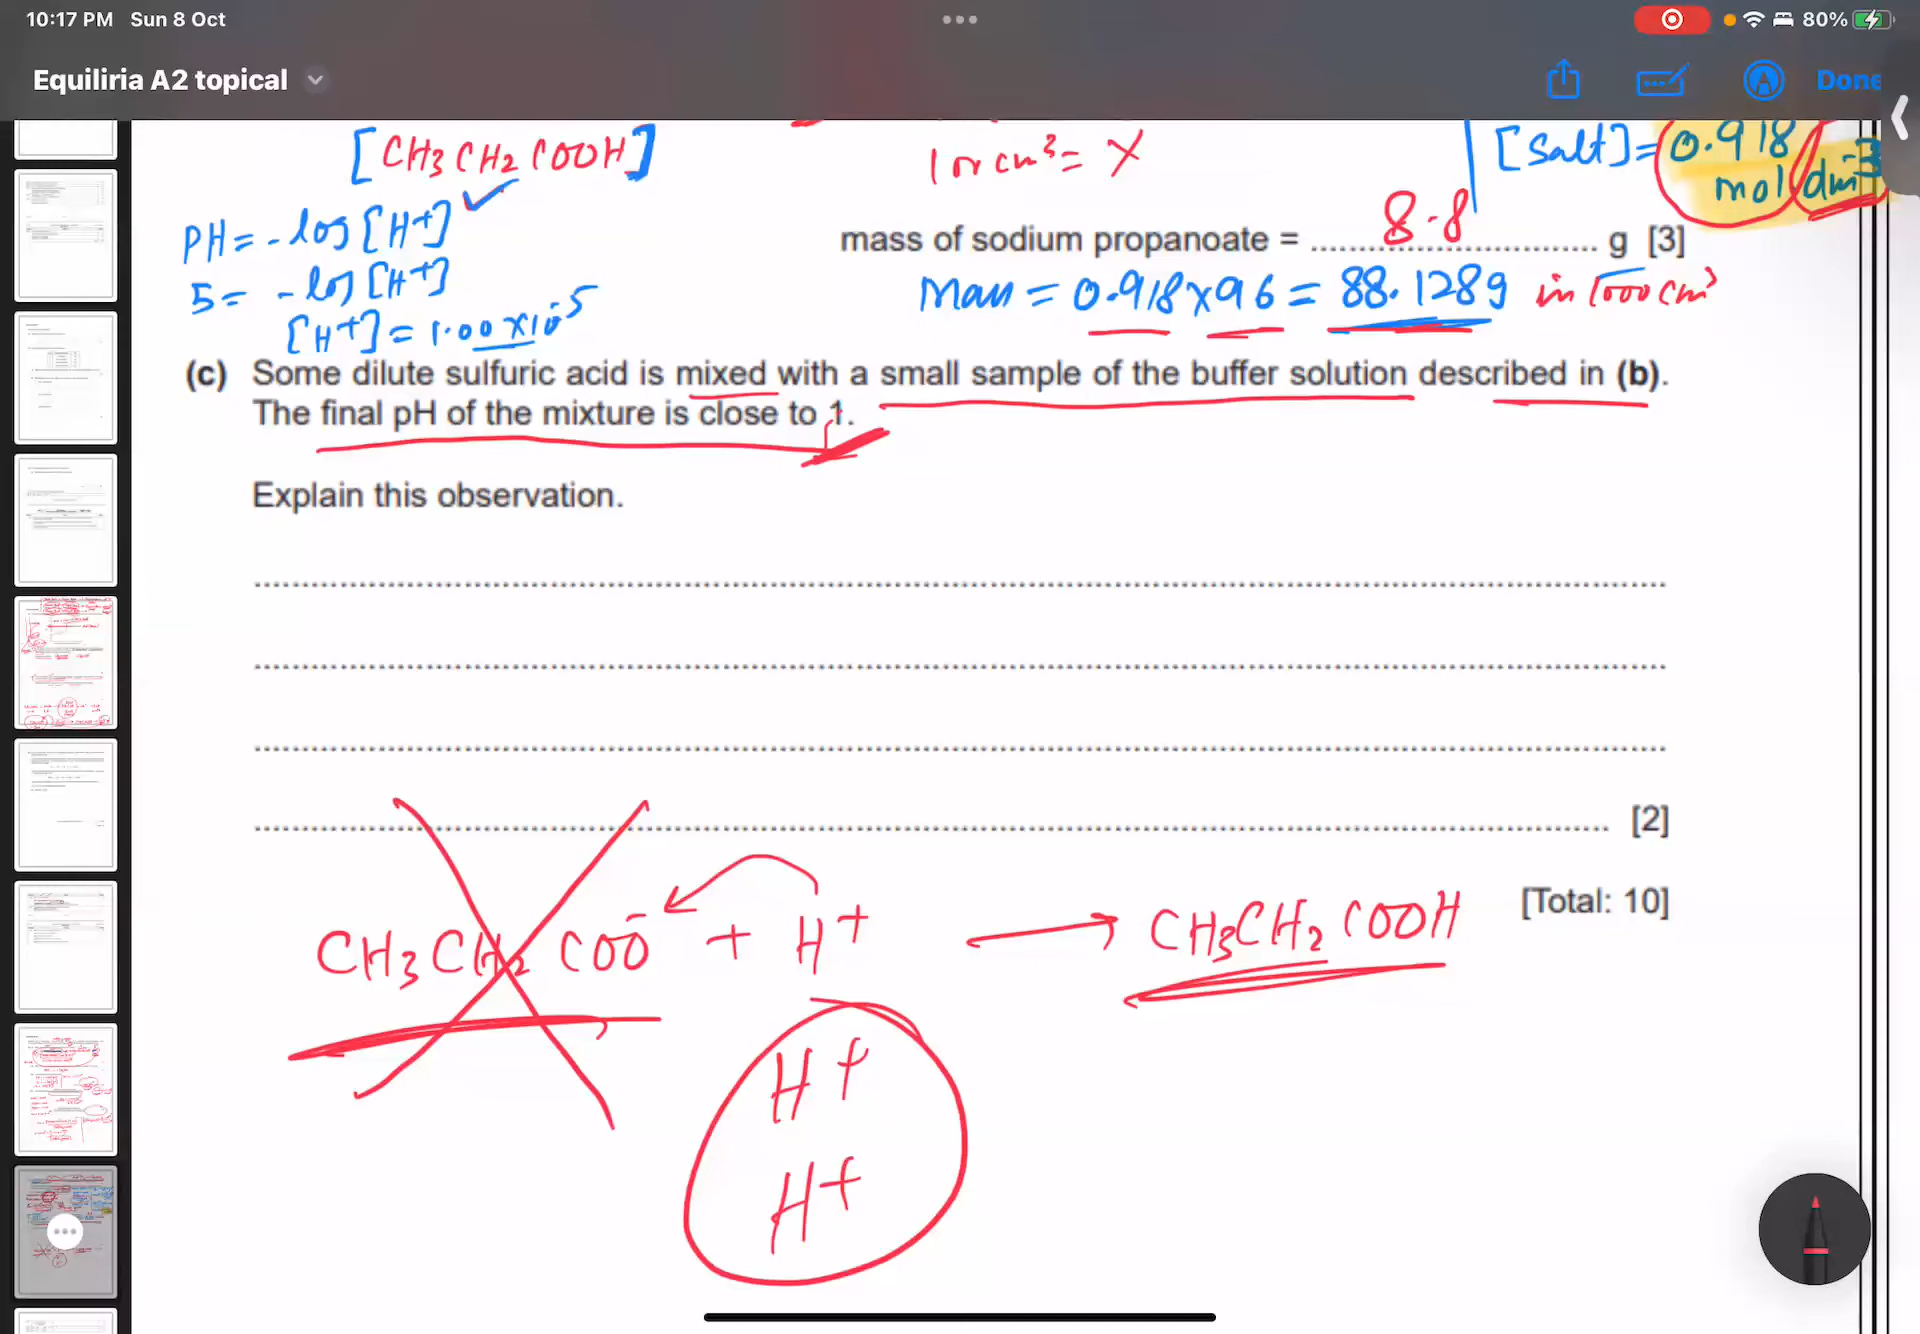 10:17 PM Sun 8 Oct
80%
Equiliria A2 topical
Done
[CH3CH2COOH]
1 cm³ = X
[Salt]=0.918
mol/dm³
PH = -log [H+]
mass of sodium propanoate = 8.8 g [3]
5 = -log [H+]
Mass = 0.918×96 = 88.128g in 1000 cm³
[H+] = 1.00 ×10-5
(c) Some dilute sulfuric acid is mixed with a small sample of the buffer solution described in (b).
The final pH of the mixture is close to 1.
Explain this observation.
[2]
[Total: 10]
CH3CH2COO- + H+ → CH3CH2COOH
H+
H+